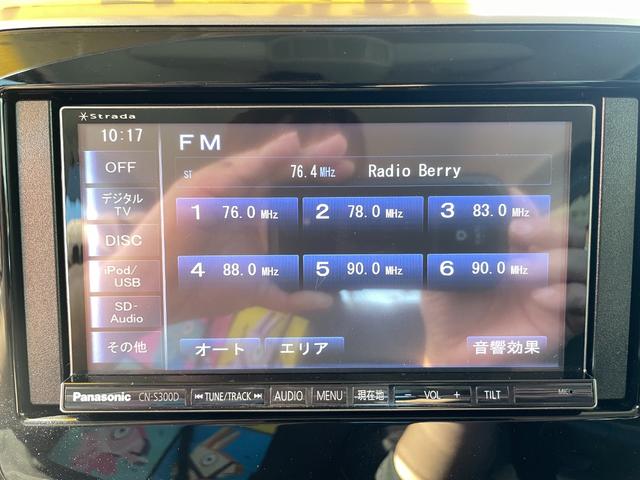 Strada
10:17
FM
OFF
ST 76.4 MHz Radio Berry
デジタル
TV
1 76.0 MHz 2 78.0 MHz 3 83.0 MHz
DISC
iPod/
USB
4 88.0 MHz 5 90.0 MHz 6 90.0 MHz
SD-
Audio
その他
オート エリア 音響効果
Panasonic CN-S300D TUNE/TRACK AUDIO MENU 現在地 − VOL + TILT MIC